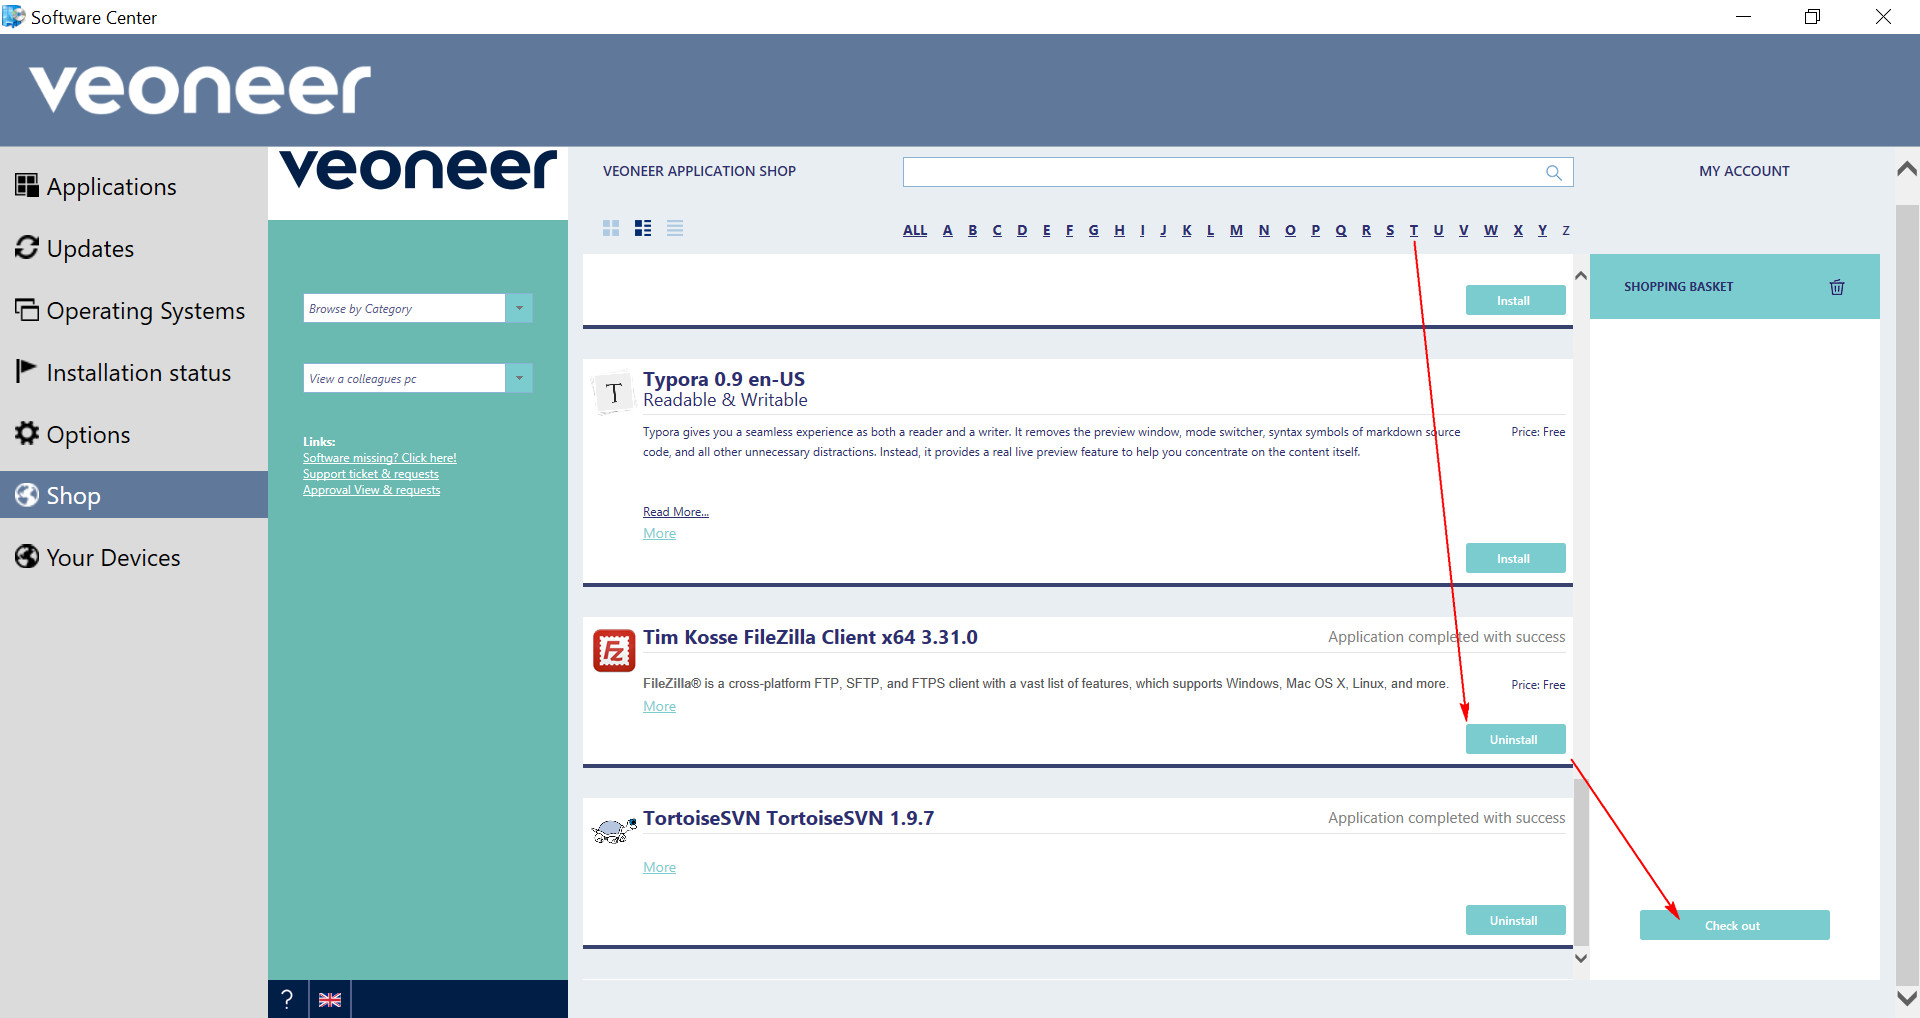 Software Center
veoneer
Applications
Updates
Operating Systems
Installation status
Options
Shop
Your Devices
veoneer
Browse by Category
View a colleagues pc
Links:
Software missing? Click here!
Support ticket & requests
Approval View & requests
?
VEONEER APPLICATION SHOP
MY ACCOUNT
ALL A B C D E F G H I J K L M N O P Q R S T U V W X Y Z
Install
T
Typora 0.9 en-US
Readable & Writable
Typora gives you a seamless experience as both a reader and a writer. It removes the preview window, mode switcher, syntax symbols of markdown source
code, and all other unnecessary distractions. Instead, it provides a real live preview feature to help you concentrate on the content itself.
Price: Free
Read More...
More
Install
Fz
Tim Kosse FileZilla Client x64 3.31.0
Application completed with success
FileZilla® is a cross-platform FTP, SFTP, and FTPS client with a vast list of features, which supports Windows, Mac OS X, Linux, and more.
Price: Free
More
Uninstall
TortoiseSVN TortoiseSVN 1.9.7
Application completed with success
More
Uninstall
SHOPPING BASKET
Check out